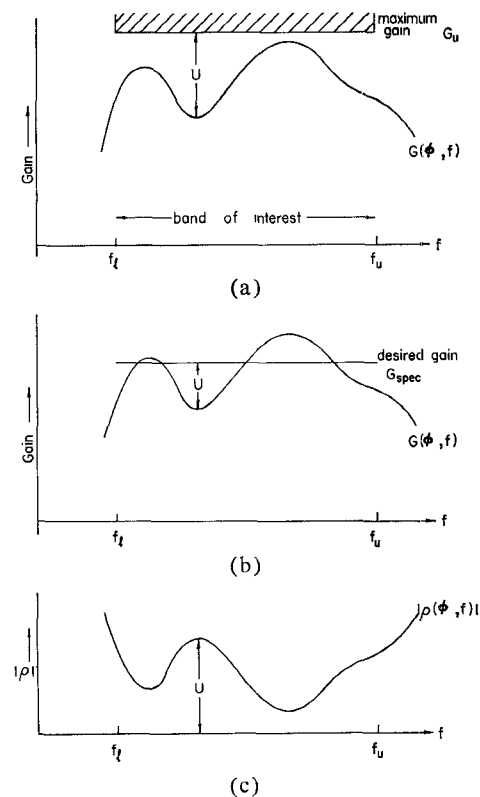 maximum
gain G_u
U
Gain
G(ϕ,f)
band of interest
f_ℓ
f_u
f
(a)
desired gain
G_spec
U
Gain
G(ϕ,f)
f_ℓ
f_u
f
(b)
|ρ(ϕ,f)|
|ρ|
U
f_ℓ
f_u
f
(c)